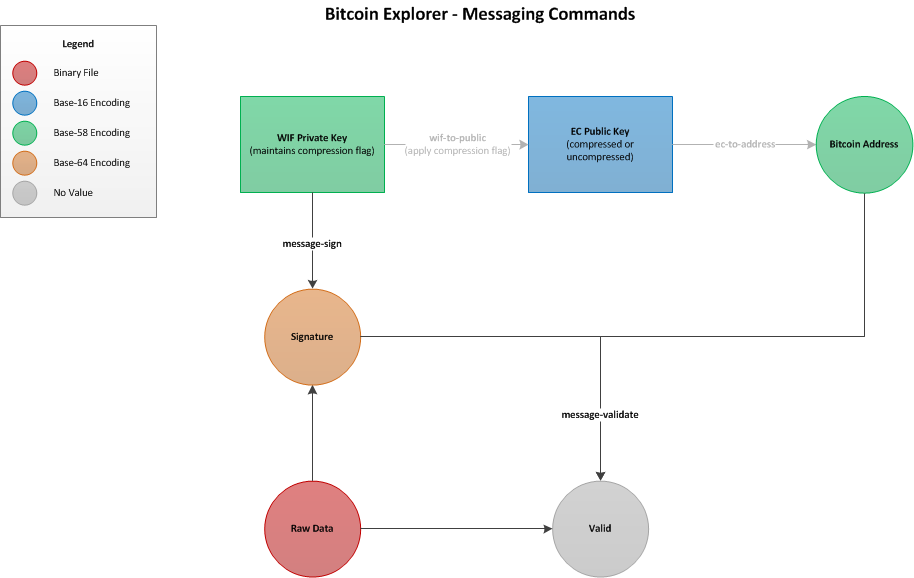 Bitcoin Explorer - Messaging Commands
Legend
Binary File
Base-16 Encoding
Base-58 Encoding
Base-64 Encoding
No Value
WIF Private Key
(maintains compression flag)
wif-to-public
(apply compression flag)
EC Public Key
(compressed or
uncompressed)
ec-to-address
Bitcoin Address
message-sign
Signature
message-validate
Raw Data
Valid